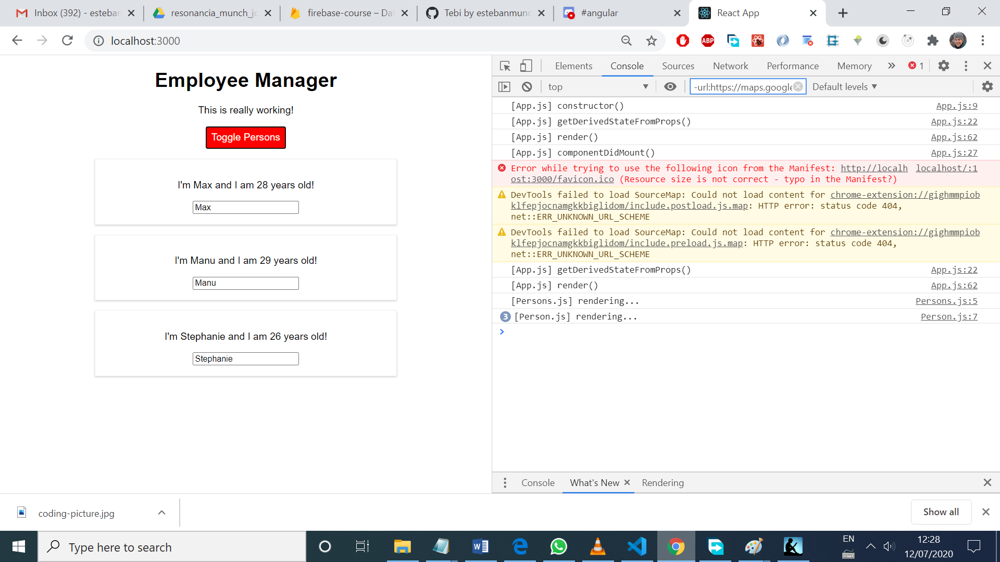 Inbox (392) - esteban
resonancia_munch_jo
firebase-course – Dat
Tebi by estebanmuno
#angular
React App
localhost:3000
ABP
Employee Manager
This is really working!
Toggle Persons
I'm Max and I am 28 years old!
Max
I'm Manu and I am 29 years old!
Manu
I'm Stephanie and I am 26 years old!
Stephanie
Elements Console Sources Network Performance Memory 1
top -url:https://maps.google Default levels
[App.js] constructor() App.js:9
[App.js] getDerivedStateFromProps() App.js:22
[App.js] render() App.js:62
[App.js] componentDidMount() App.js:27
Error while trying to use the following icon from the Manifest: http://localh localhost/:1
ost:3000/favicon.ico (Resource size is not correct - typo in the Manifest?)
DevTools failed to load SourceMap: Could not load content for chrome-extension://gighmmpiob
klfepjocnamgkkbiglidom/include.postload.js.map: HTTP error: status code 404,
net::ERR_UNKNOWN_URL_SCHEME
DevTools failed to load SourceMap: Could not load content for chrome-extension://gighmmpiob
klfepjocnamgkkbiglidom/include.preload.js.map: HTTP error: status code 404,
net::ERR_UNKNOWN_URL_SCHEME
[App.js] getDerivedStateFromProps() App.js:22
[App.js] render() App.js:62
[Persons.js] rendering... Persons.js:5
3 [Person.js] rendering... Person.js:7
Console What's New Rendering
coding-picture.jpg
Show all
Type here to search
EN
12:28
12/07/2020